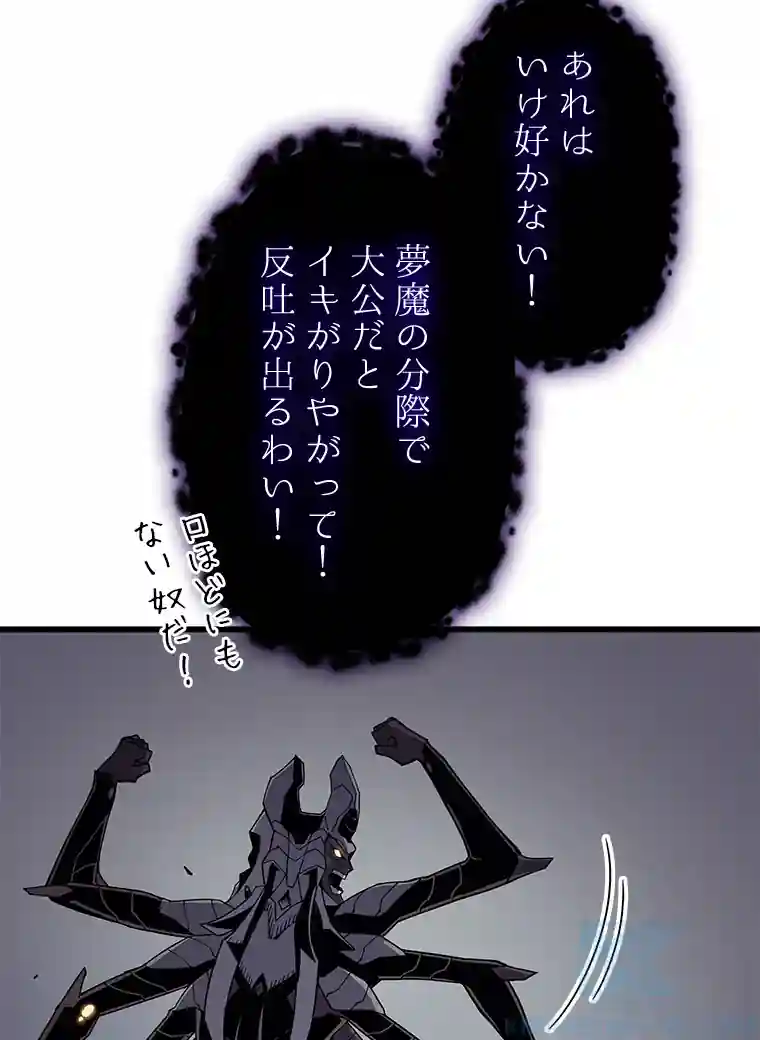 あれは
いけ好かない！
夢魔の分際で
大公だと
イキがりやがって！
反吐が出るわい！
口ほどにも
ない奴だ！